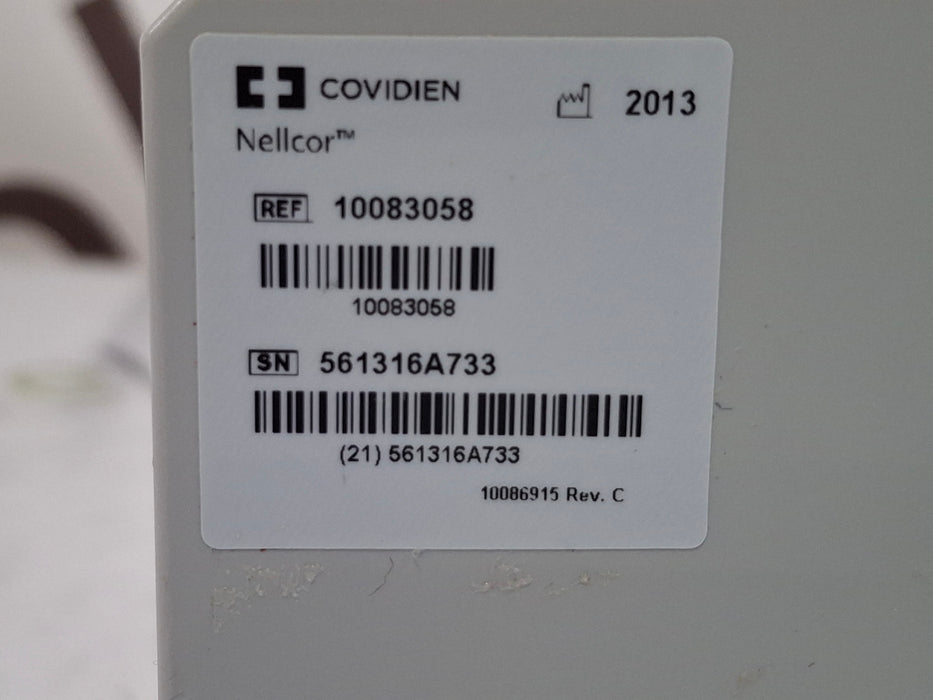 COVIDIEN
2013
Nellcor™
REF 10083058
10083058
SN 561316A733
(21) 561316A733
10086915 Rev. C